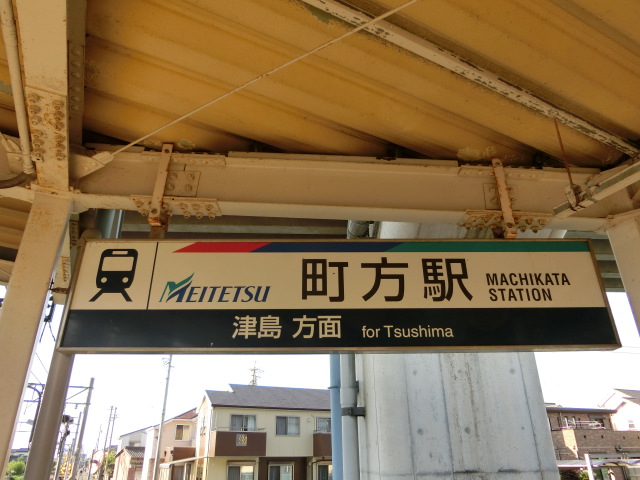 MEITETSU 町方駅 MACHIKATA STATION
津島 方面 for Tsushima